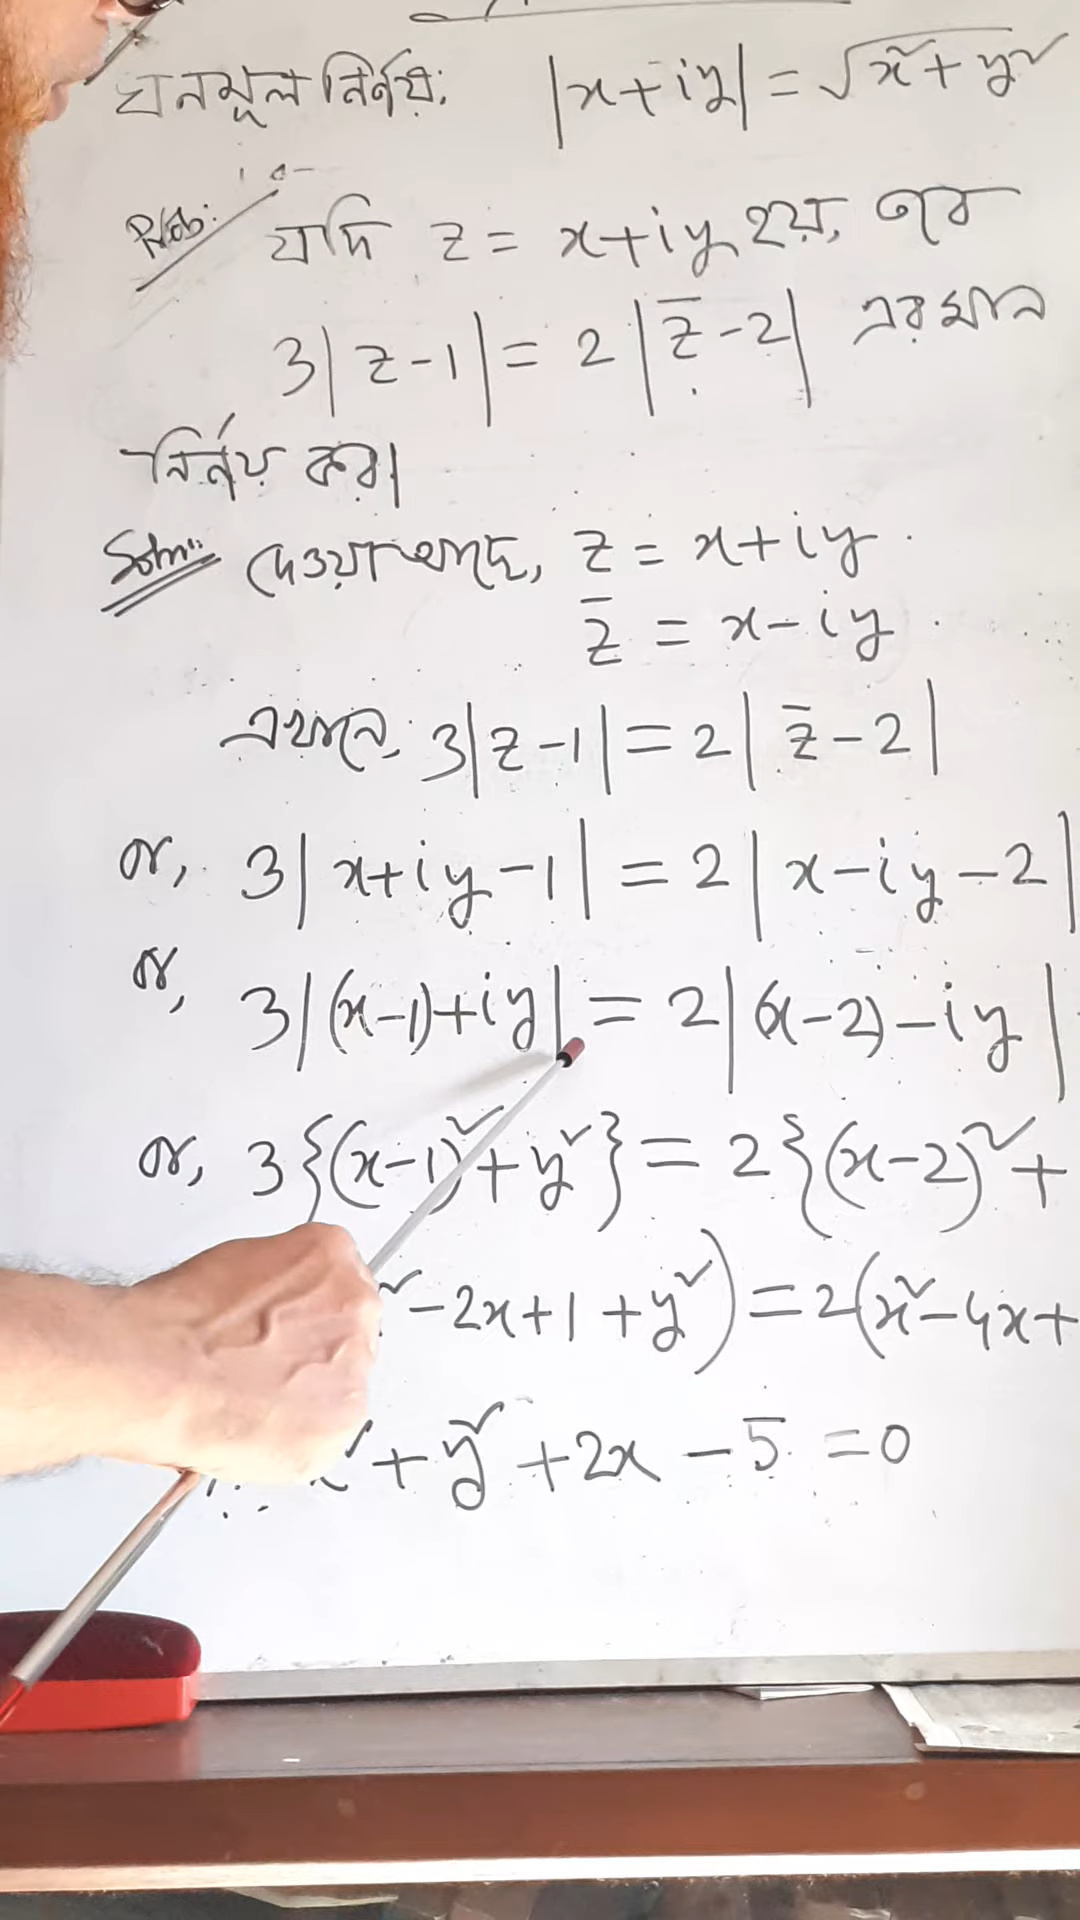 ঘনমূল নির্ণয়: |x+iy| = √x²+y²
Prob: যদি z = x+iy হয়, তবে
3|z-1| = 2|z̅-2| এর মান
নির্ণয় কর।
Soln: দেওয়া আছে, z = x+iy
z̅ = x-iy
এখানে, 3|z-1| = 2|z̅-2|
or, 3|x+iy-1| = 2|x-iy-2|
or, 3|(x-1)+iy| = 2|(x-2)-iy|
or, 3{(x-1)²+y²} = 2{(x-2)²+
²-2x+1+y²) = 2(x²-4x+
²+y²+2x-5=0